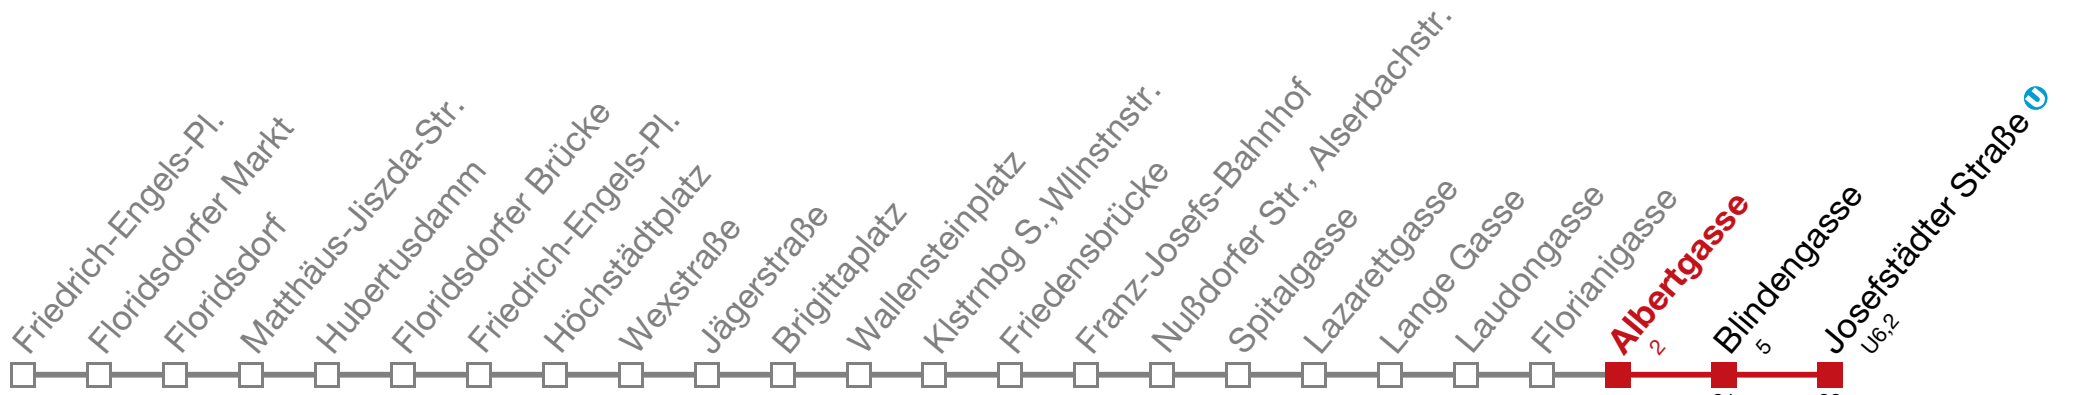 Friedrich-Engels-Pl.
Floridsdorfer Markt
Floridsdorf
Matthäus-Jiszda-Str.
Hubertusdamm
Floridsdorfer Brücke
Friedrich-Engels-Pl.
Höchstädtplatz
Wexstraße
Jägerstraße
Brigittaplatz
Wallensteinplatz
Klstrnbg S., Wllnstnstr.
Friedensbrücke
Franz-Josefs-Bahnhof
Nußdorfer Str., Alserbachstr.
Spitalgasse
Lazarettgasse
Lange Gasse
Laudongasse
Florianigasse
Albertgasse
2
Blindengasse
5
Josefstädter Straße U
U6,2